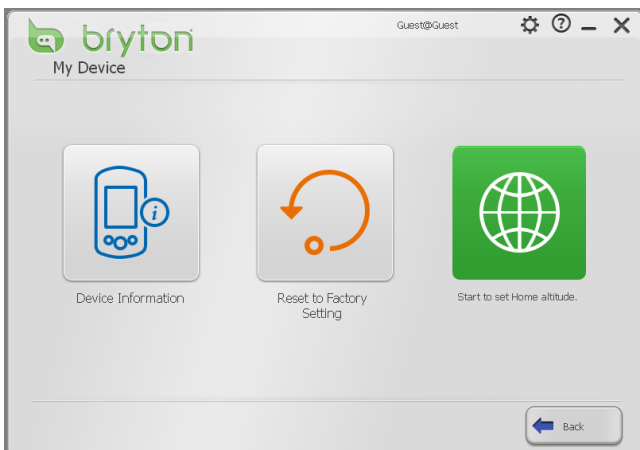 Guest@Guest
bryton
My Device
i
Device Information
Reset to Factory
Setting
Start to set Home altitude.
Back